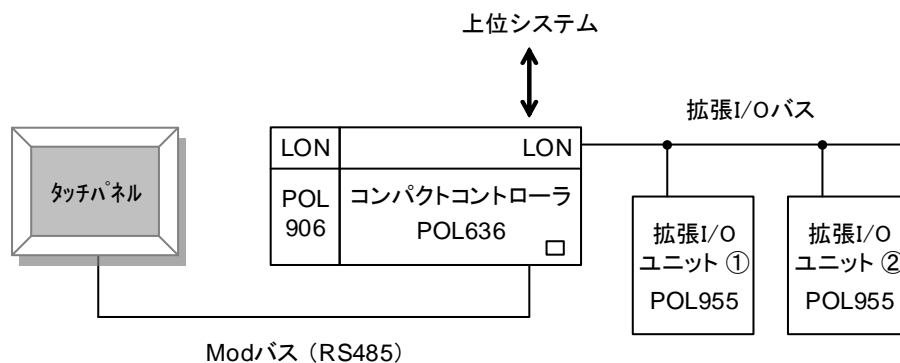 上位システム
拡張I/Oバス
タッチパネル
LON
LON
POL
906
コンパクトコントローラ
POL636
拡張I/O
ユニット ①
POL955
拡張I/O
ユニット ②
POL955
Modバス (RS485)